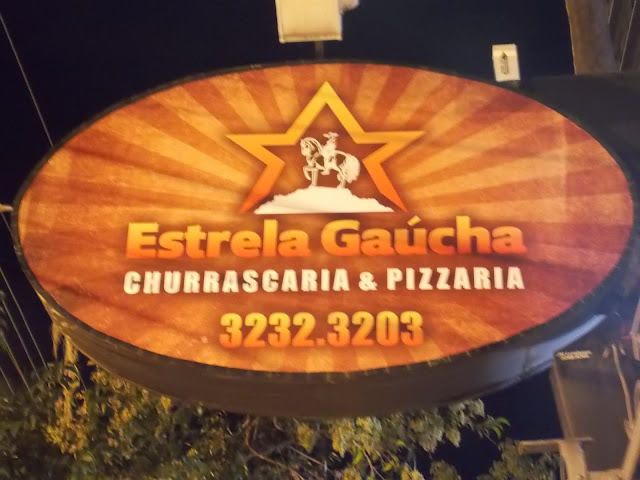 Estrela Gaúcha
CHURRASCARIA & PIZZARIA
3232.3203